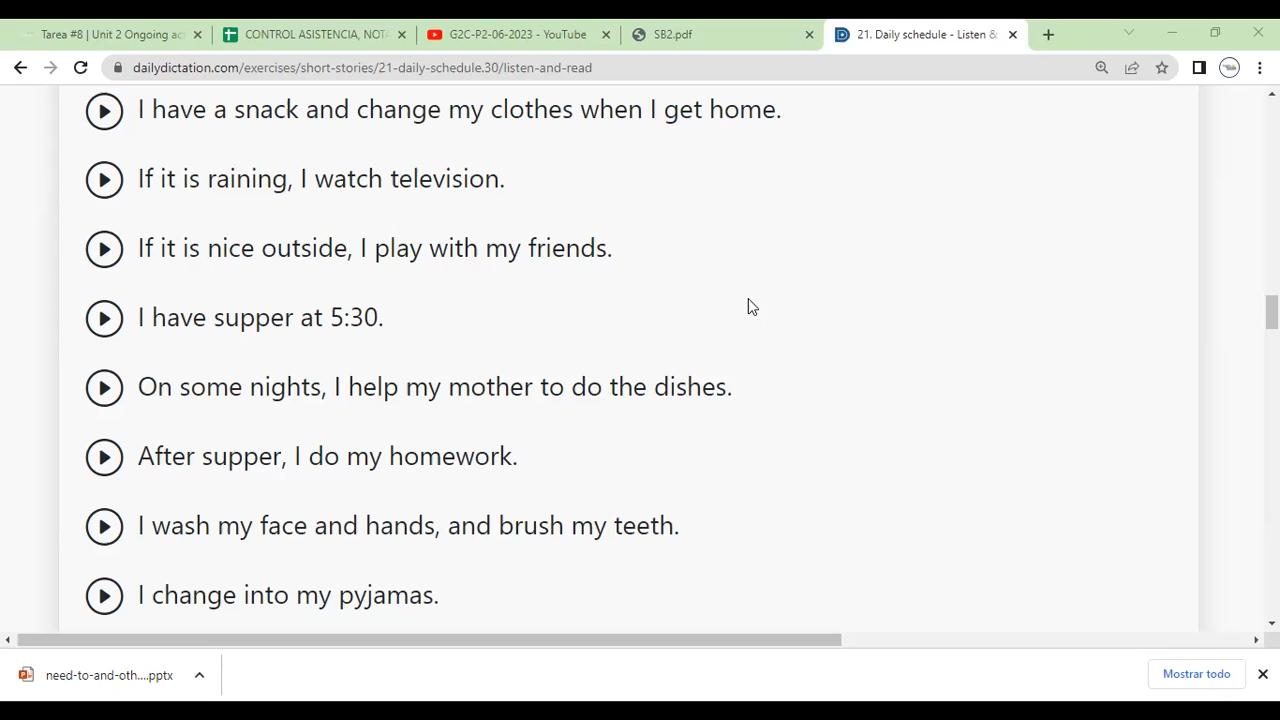 Tarea #8 | Unit 2 Ongoing ac
CONTROL ASISTENCIA, NOT
G2C-P2-06-2023 - YouTube
SB2.pdf
21. Daily schedule - Listen &
dailydictation.com/exercises/short-stories/21-daily-schedule.30/listen-and-read
I have a snack and change my clothes when I get home.
If it is raining, I watch television.
If it is nice outside, I play with my friends.
I have supper at 5:30.
On some nights, I help my mother to do the dishes.
After supper, I do my homework.
I wash my face and hands, and brush my teeth.
I change into my pyjamas.
need-to-and-oth....pptx
Mostrar todo